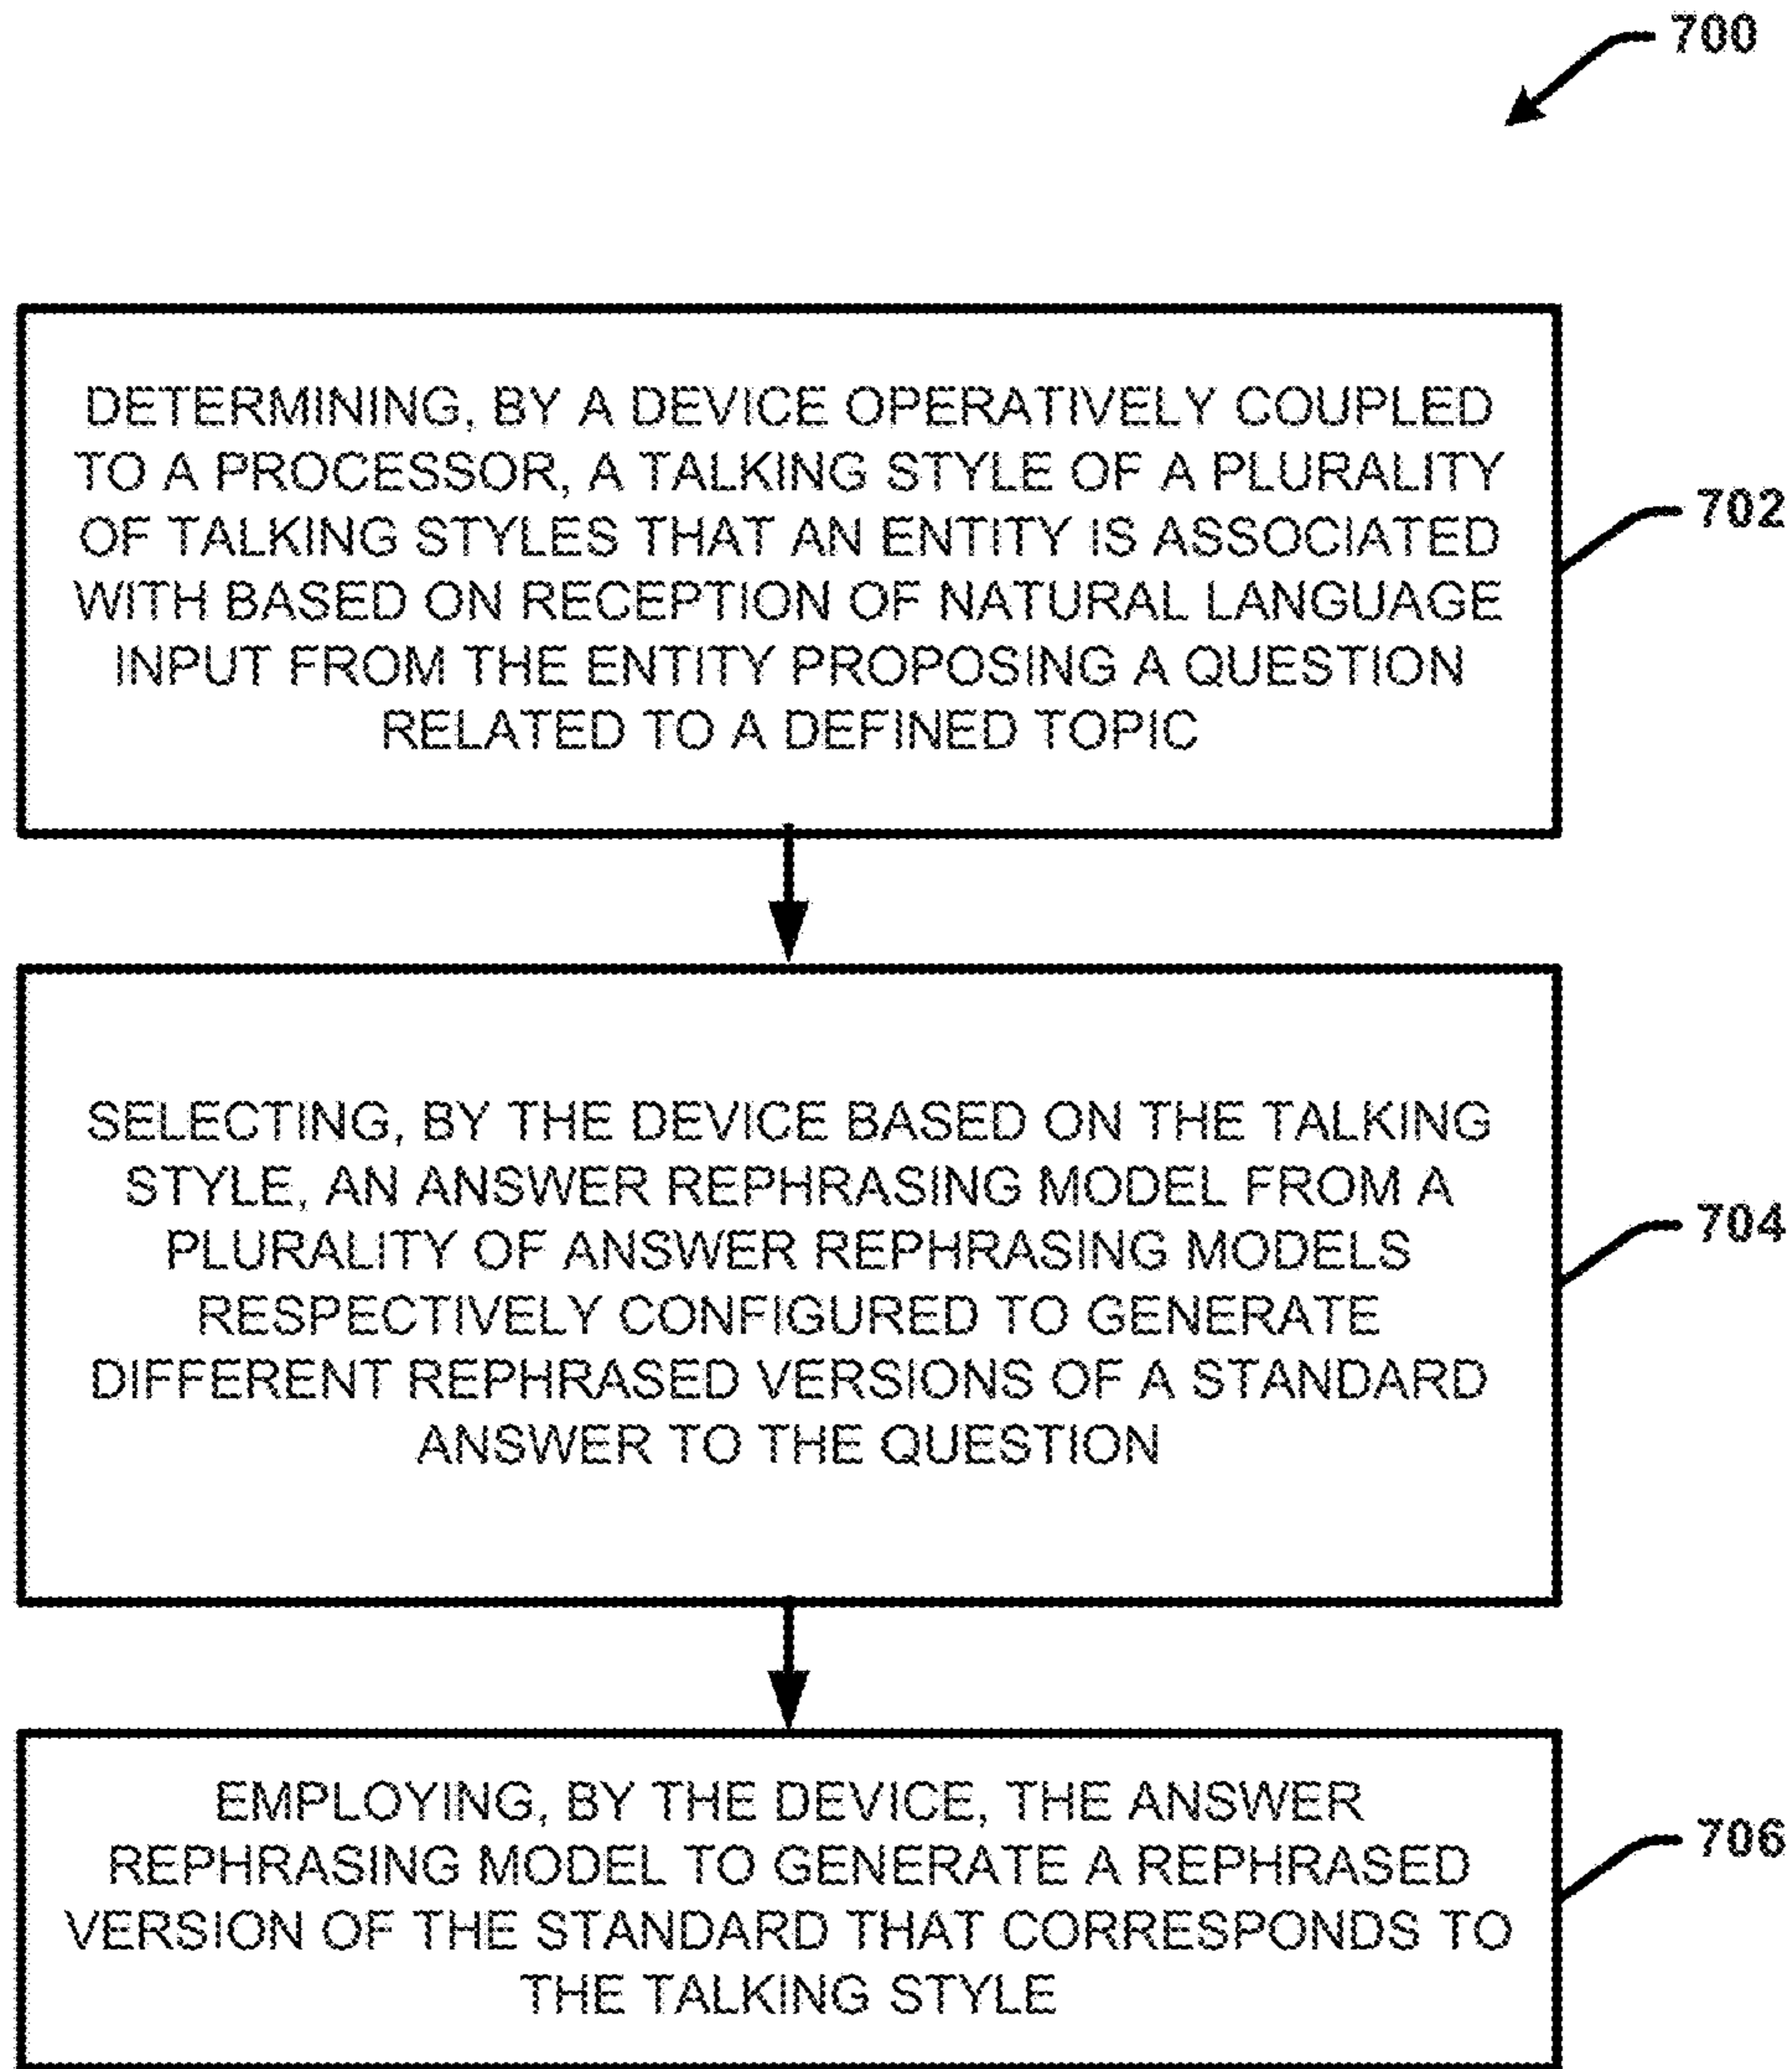 700
DETERMINING, BY A DEVICE OPERATIVELY COUPLED
TO A PROCESSOR, A TALKING STYLE OF A PLURALITY
OF TALKING STYLES THAT AN ENTITY IS ASSOCIATED
WITH BASED ON RECEPTION OF NATURAL LANGUAGE
INPUT FROM THE ENTITY PROPOSING A QUESTION
RELATED TO A DEFINED TOPIC
702
SELECTING, BY THE DEVICE BASED ON THE TALKING
STYLE, AN ANSWER REPHRASING MODEL FROM A
PLURALITY OF ANSWER REPHRASING MODELS
RESPECTIVELY CONFIGURED TO GENERATE
DIFFERENT REPHRASED VERSIONS OF A STANDARD
ANSWER TO THE QUESTION
704
EMPLOYING, BY THE DEVICE, THE ANSWER
REPHRASING MODEL TO GENERATE A REPHRASED
VERSION OF THE STANDARD THAT CORRESPONDS TO
THE TALKING STYLE
706